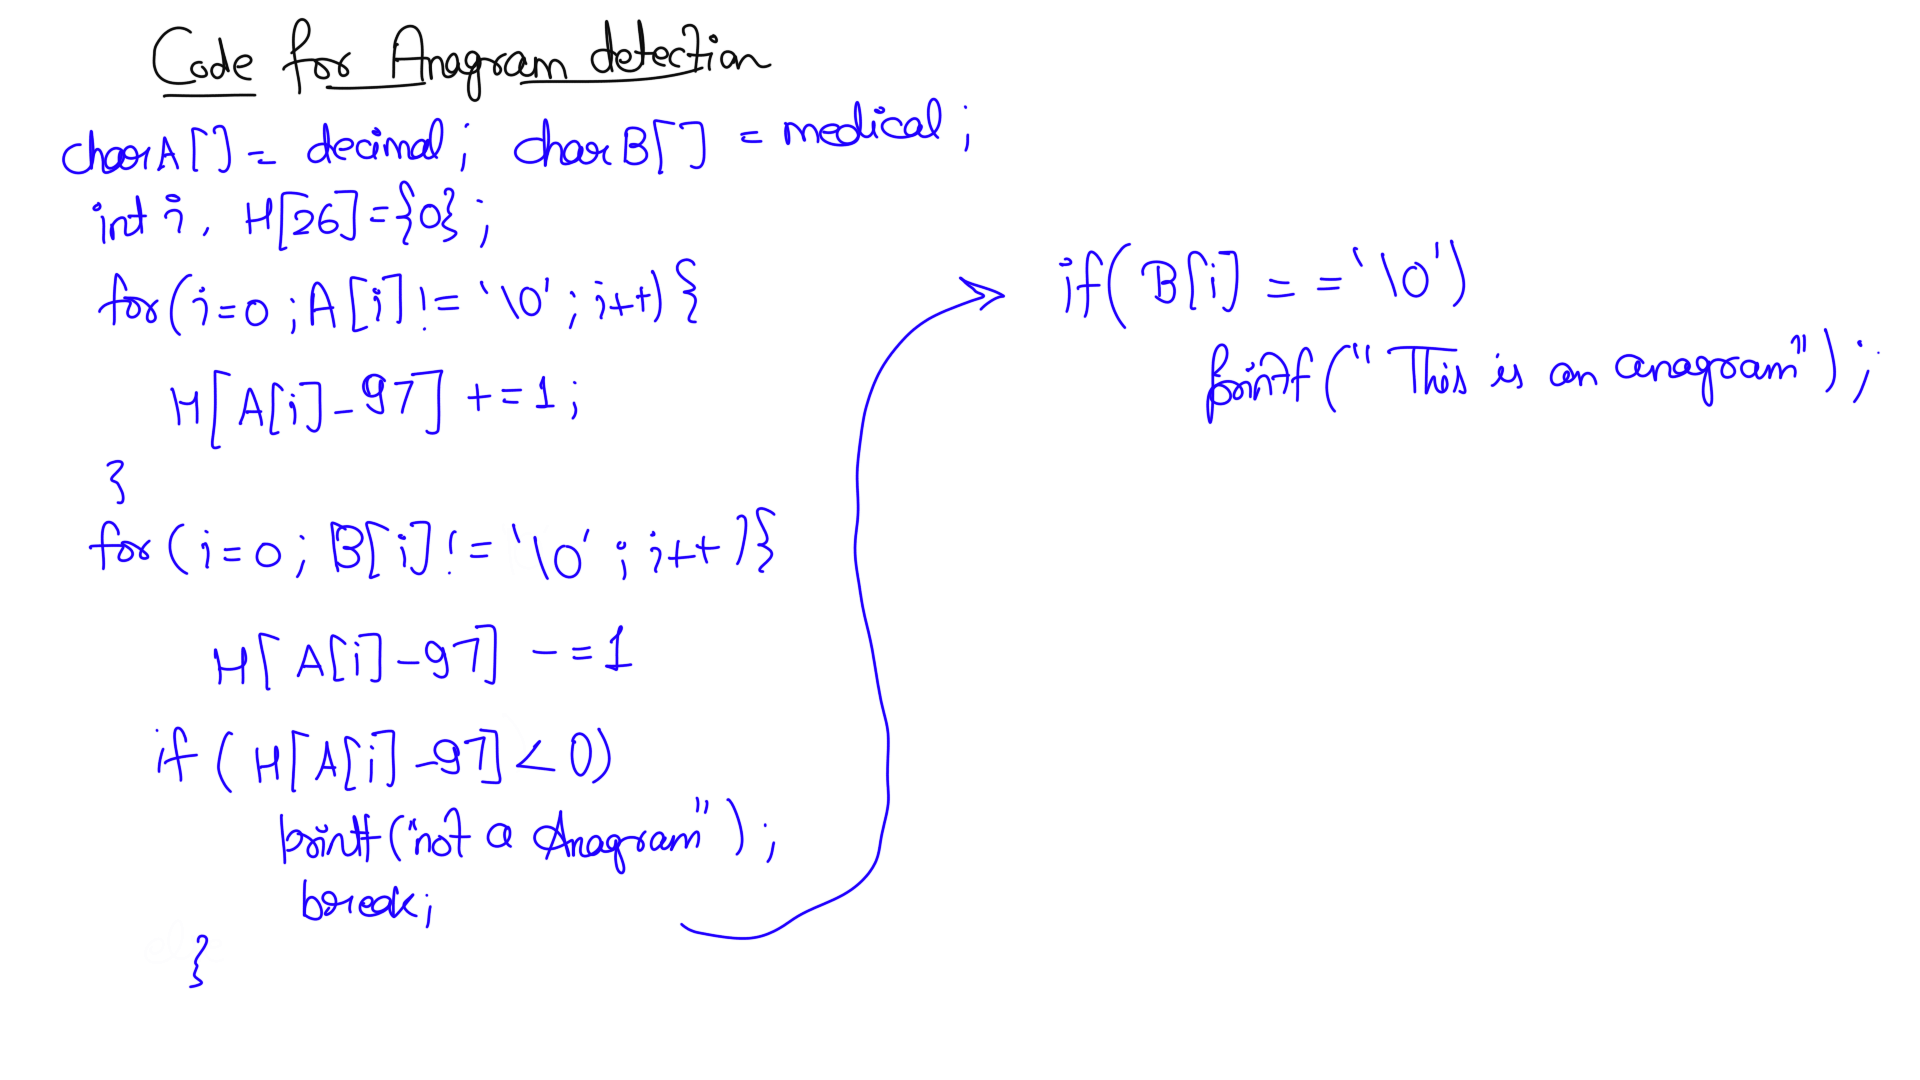 Code for Anagram detection
char A[] = decimal; char B[] = medical;
int i, H[26]={0};
for(i=0;A[i]!='\0';i++){
H[A[i]-97]+=1;
}
for(i=0;B[i]!='\0';i++){
H[A[i]-97] -=1
if(H[A[i]-97]<0)
printf("not a Anagram");
break;
}
if(B[i]=='\0')
printf("This is an anagram");